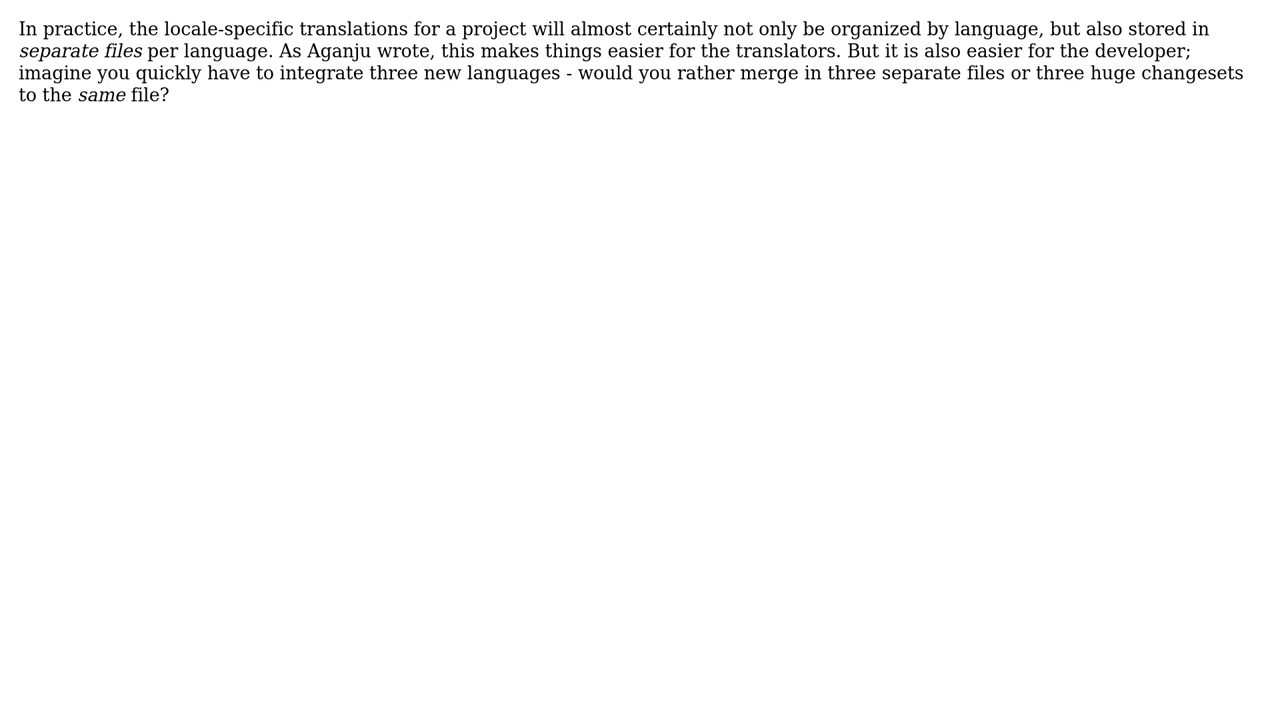 In practice, the locale-specific translations for a project will almost certainly not only be organized by language, but also stored in
separate files per language. As Aganju wrote, this makes things easier for the translators. But it is also easier for the developer;
imagine you quickly have to integrate three new languages - would you rather merge in three separate files or three huge changesets
to the same file?